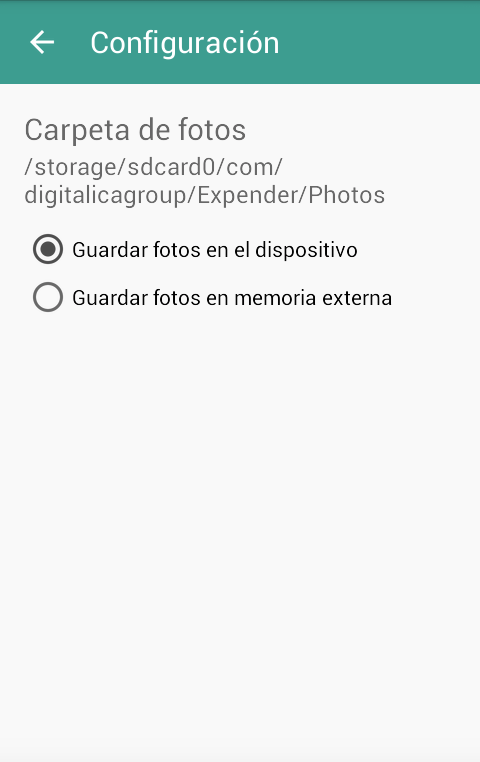 Configuración
Carpeta de fotos
/storage/sdcard0/com/
digitalicagroup/Expender/Photos
Guardar fotos en el dispositivo
Guardar fotos en memoria externa